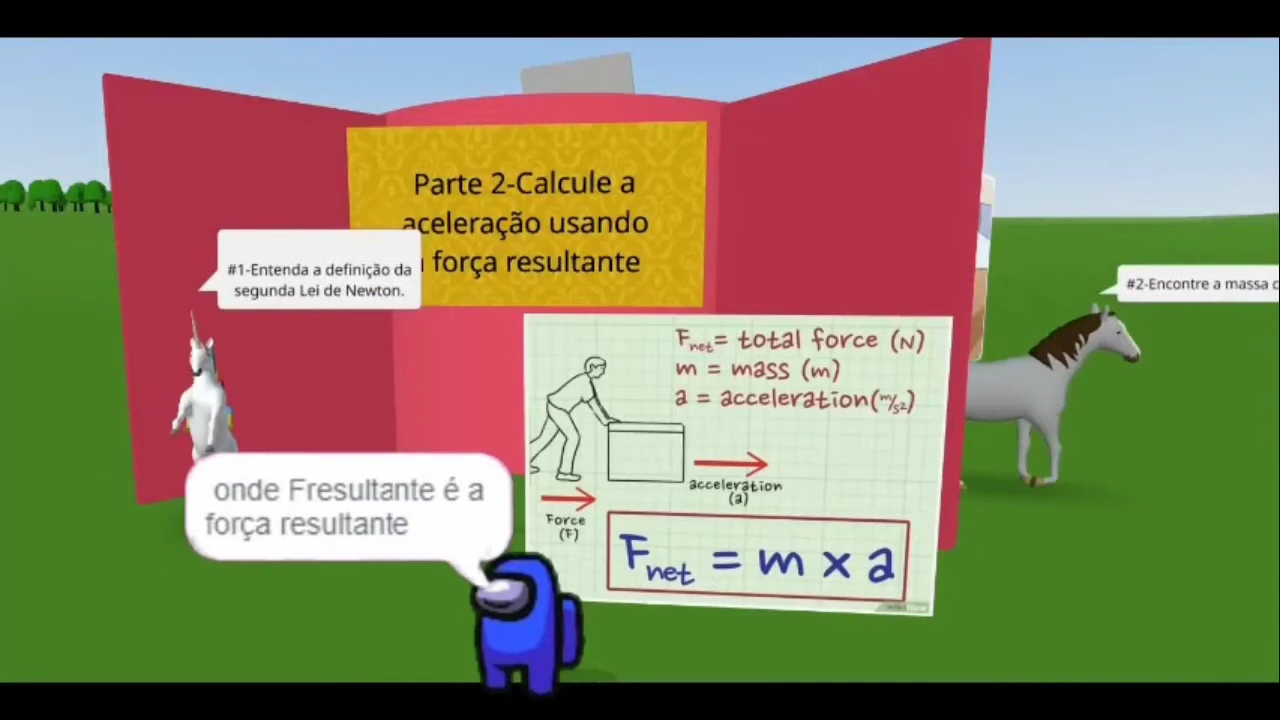 Parte 2-Calcule a
aceleração usando
força resultante
#1-Entenda a definição da
segunda Lei de Newton.
#2-Encontre a massa
Fnet = total force (N)
m = mass (m)
a = acceleration (m/s2)
acceleration
(a)
Force
(F)
Fnet = m x a
onde Fresultante é a
força resultante